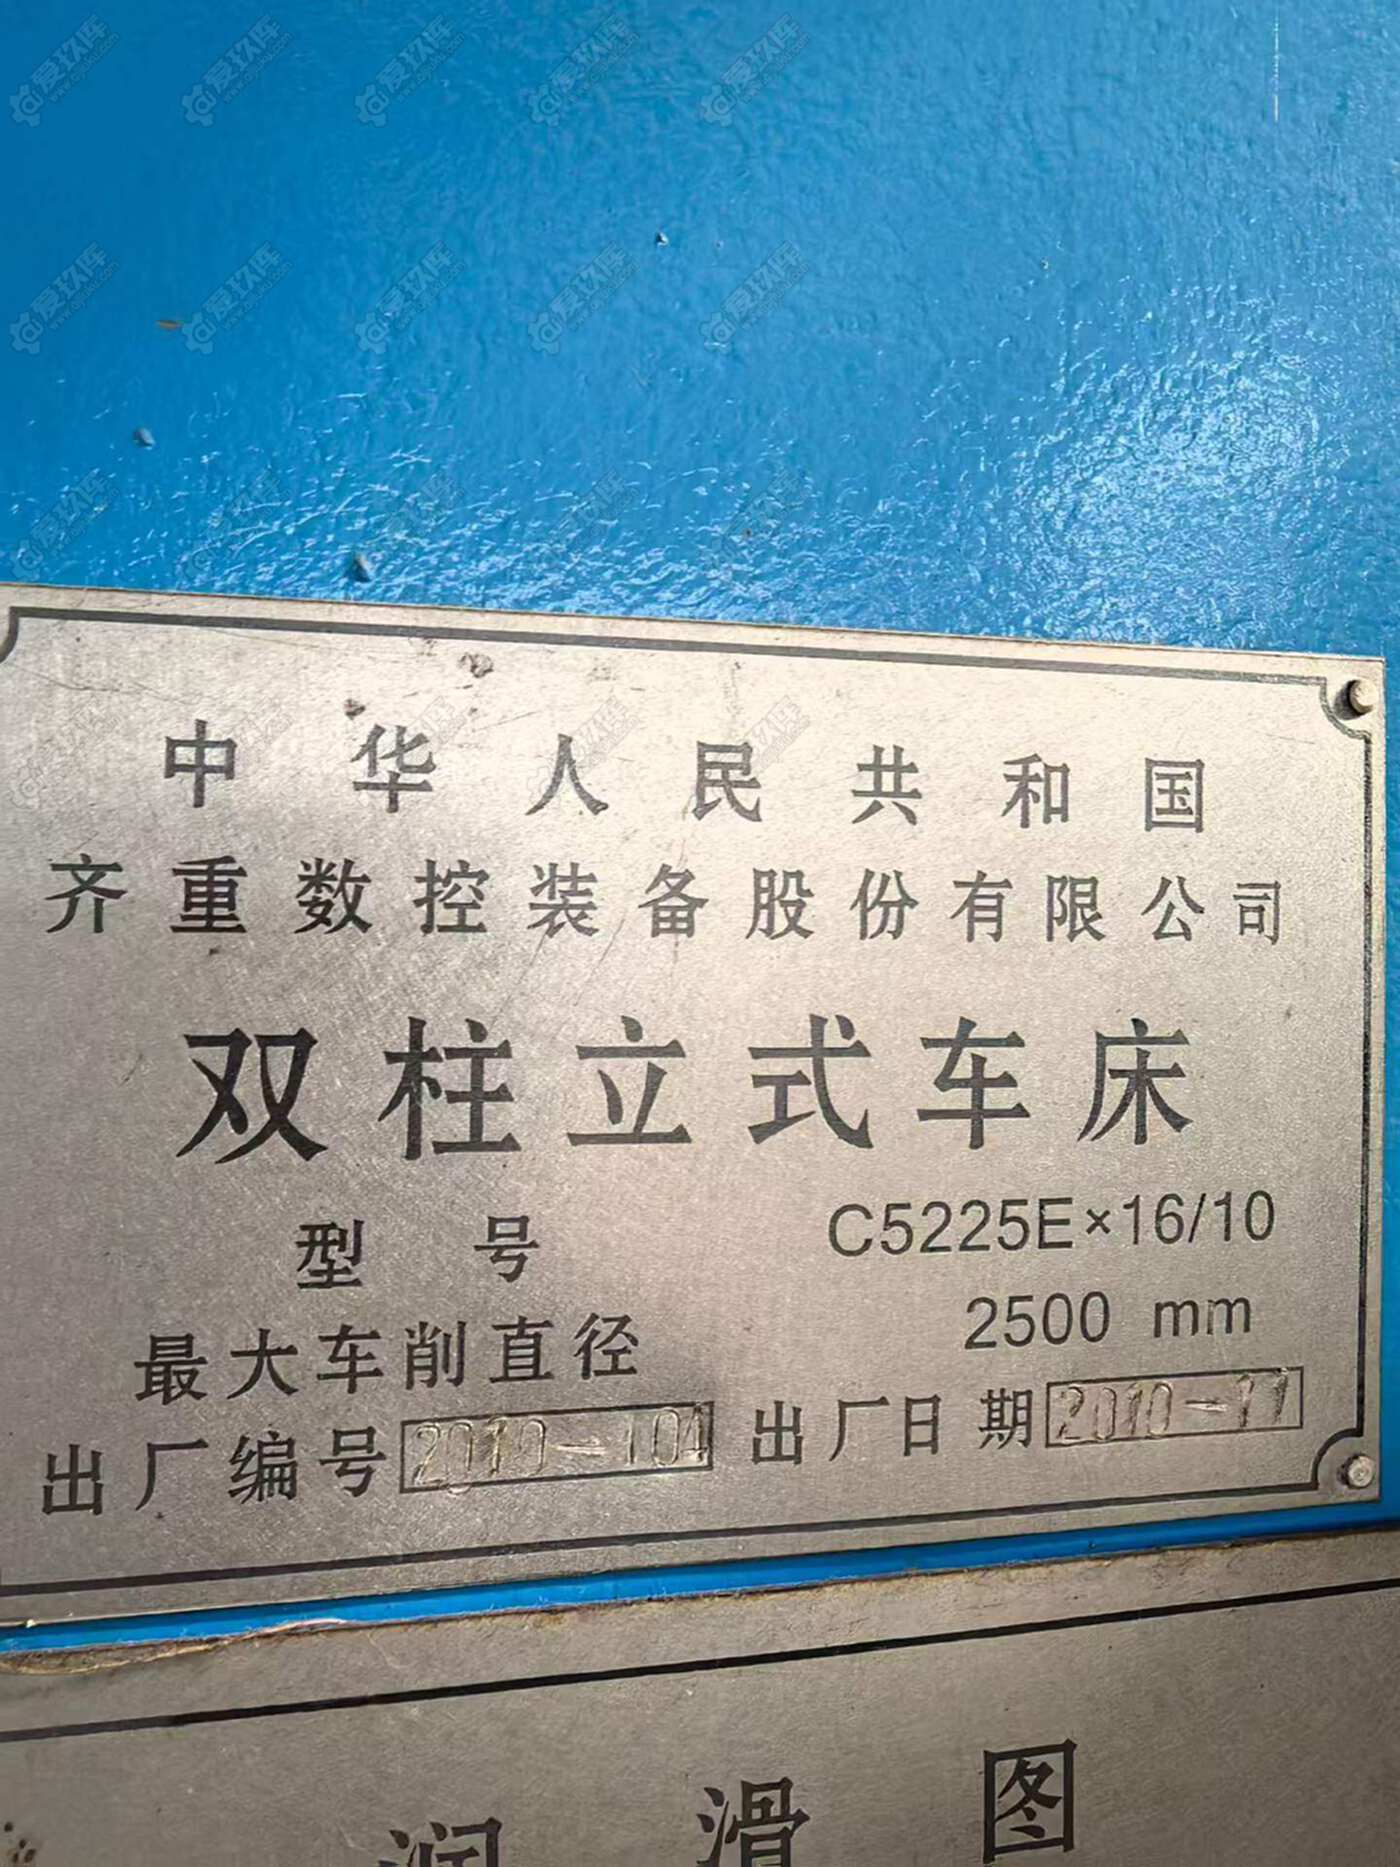 中华人民共和国
齐重数控装备股份有限公司
双柱立式车床
型号 C5225E×16/10
最大车削直径 2500 mm
出厂编号 2010-104 出厂日期 2010-11
润滑图